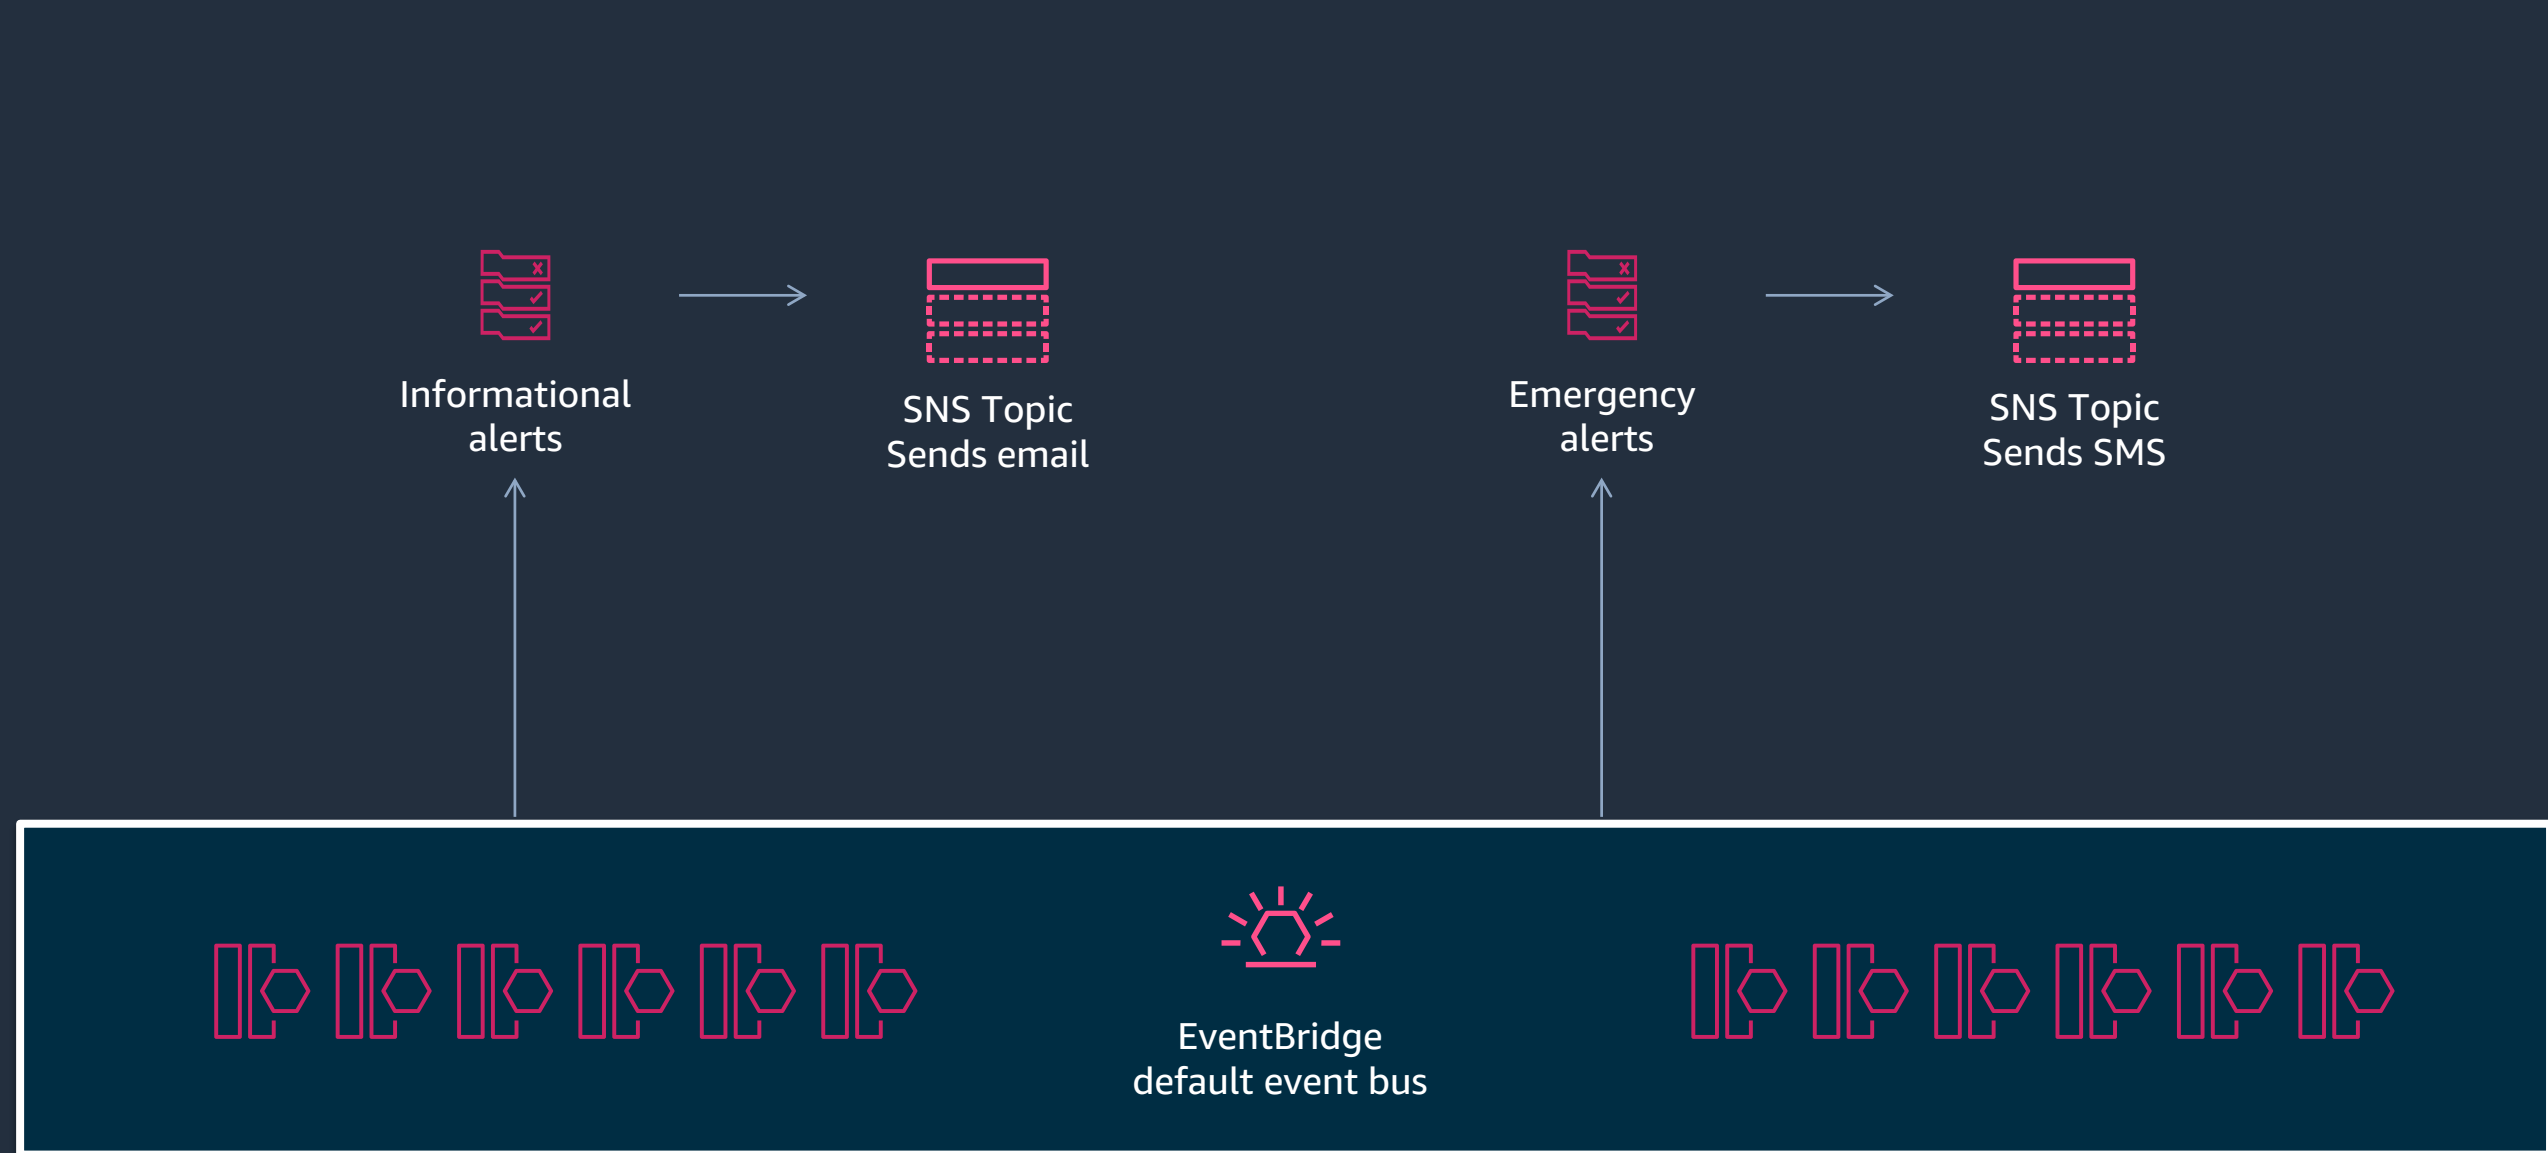 Informational
alerts
SNS Topic
Sends email
Emergency
alerts
SNS Topic
Sends SMS
EventBridge
default event bus